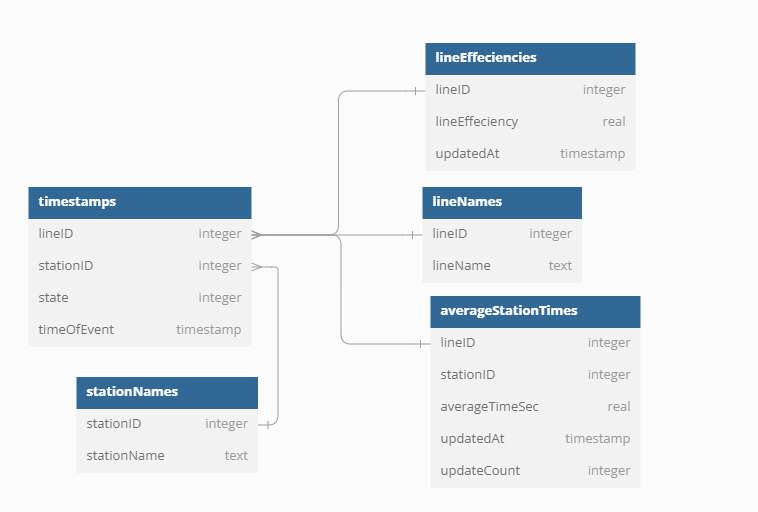 lineEffeciencies
lineID integer
lineEffeciency real
updatedAt timestamp
timestamps
lineID integer
stationID integer
state integer
timeOfEvent timestamp
lineNames
lineID integer
lineName text
averageStationTimes
lineID integer
stationID integer
averageTimeSec real
updatedAt timestamp
updateCount integer
stationNames
stationID integer
stationName text